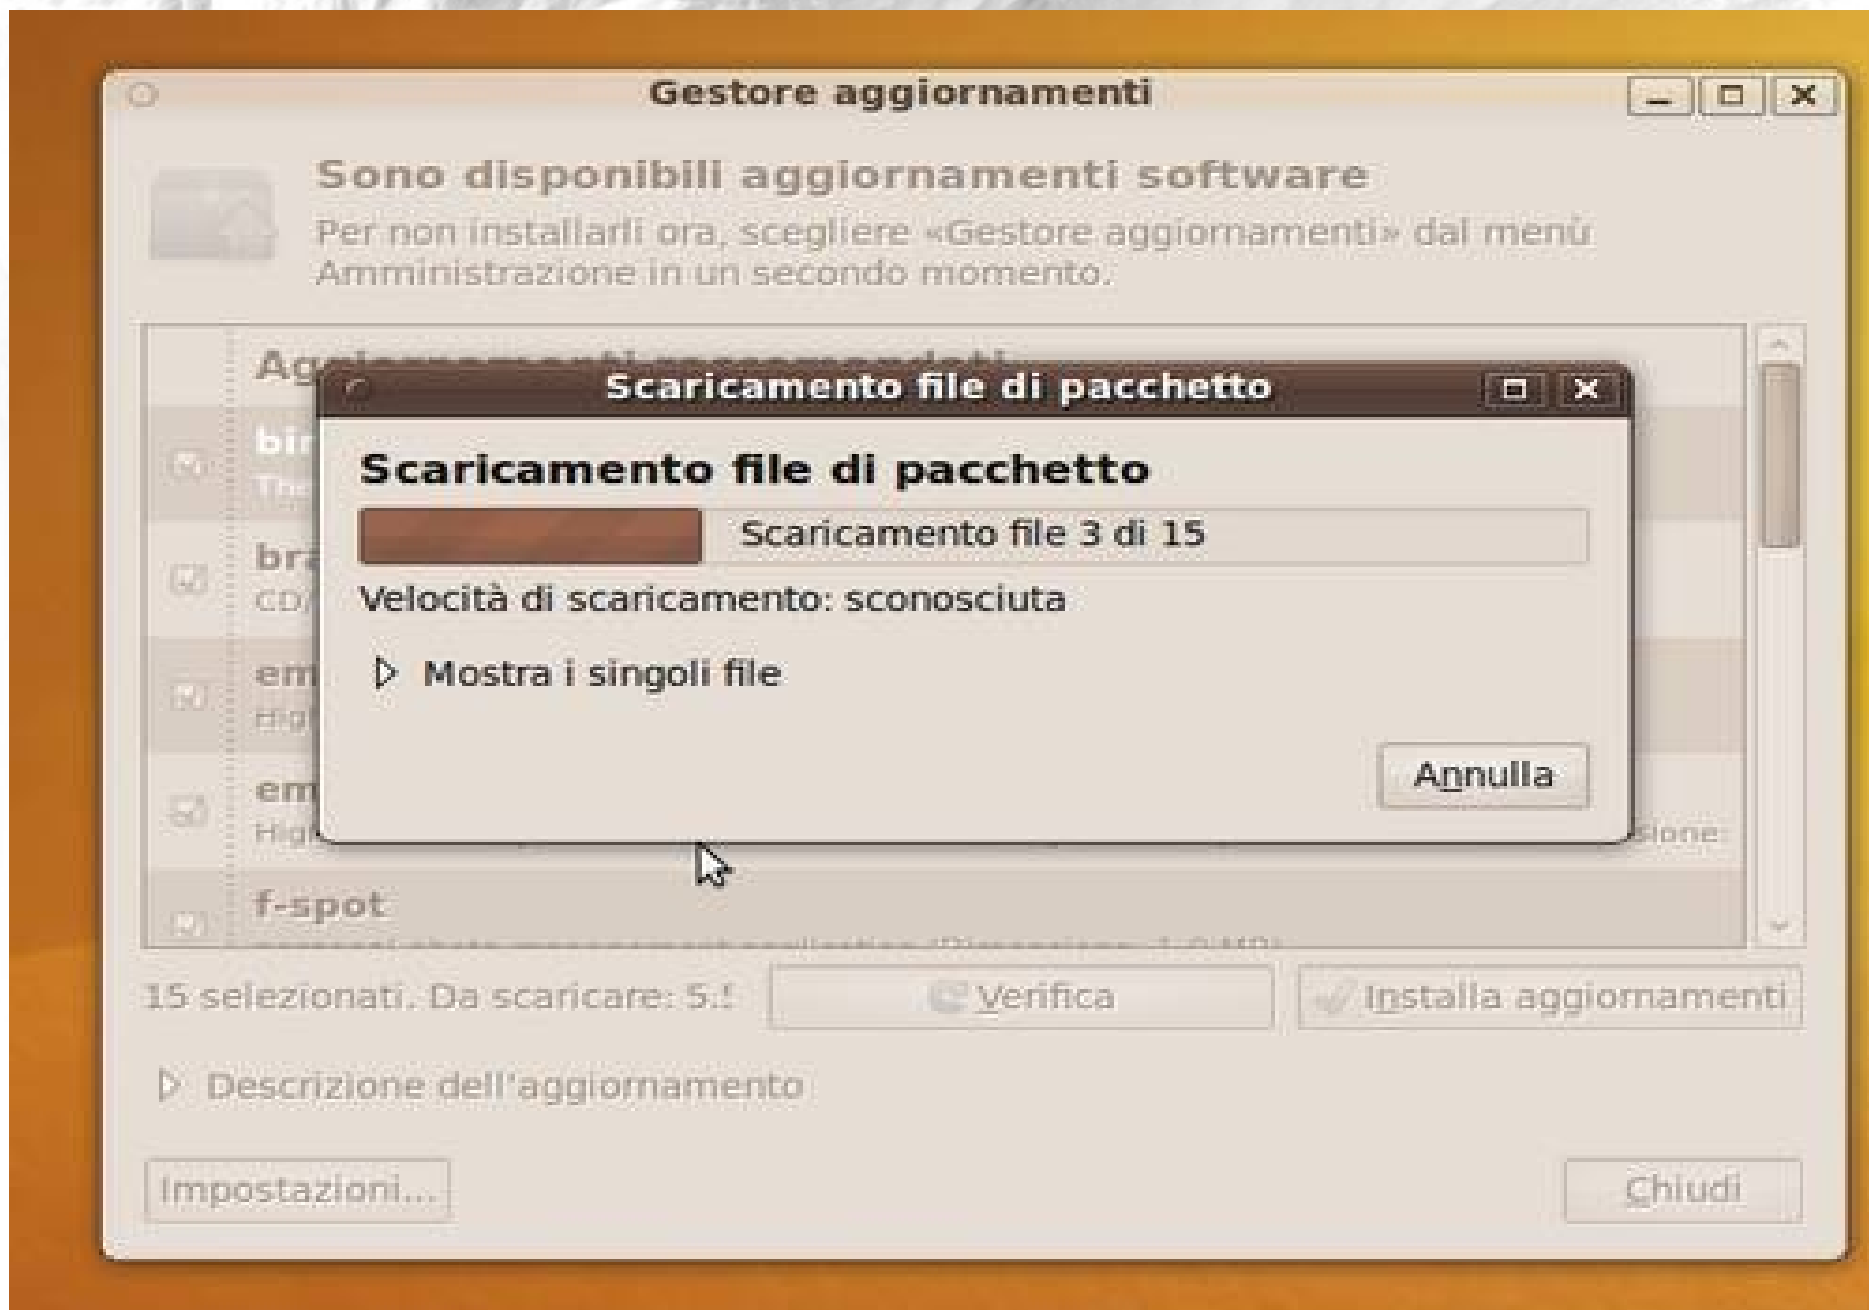 Gestore aggiornamenti
Sono disponibili aggiornamenti software
Per non installarli ora, scegliere «Gestore aggiornamenti» dal menù
Amministrazione in un secondo momento.
Scaricamento file di pacchetto
Scaricamento file di pacchetto
Scaricamento file 3 di 15
Velocità di scaricamento: sconosciuta
Mostra i singoli file
Annulla
f-spot
15 selezionati. Da scaricare:
Verifica
Installa aggiornamenti
Descrizione dell'aggiornamento
Impostazioni...
Chiudi